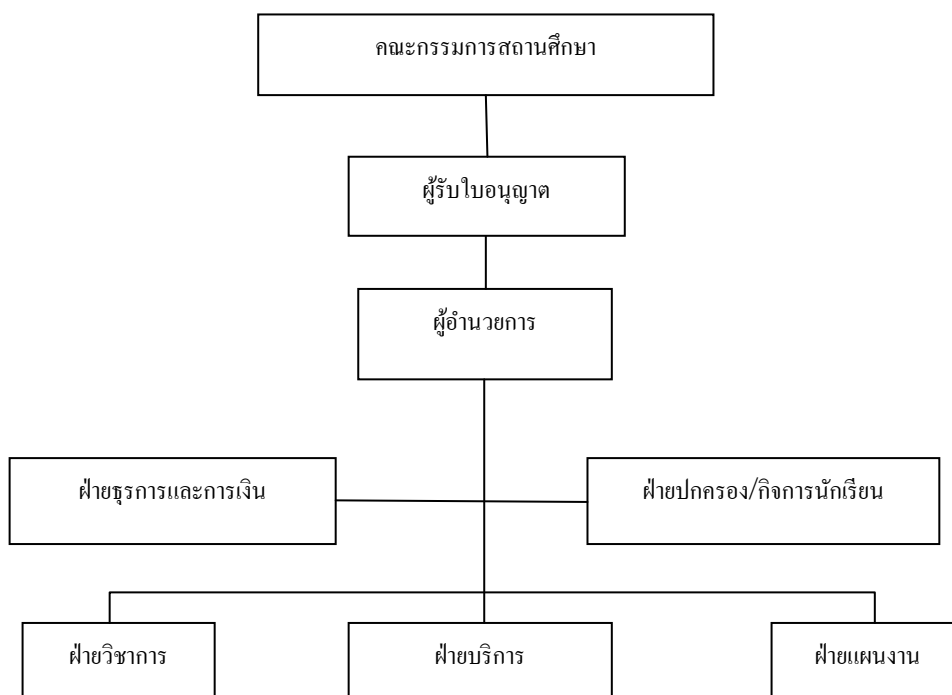 คณะกรรมการสถานศึกษา
ผู้รับใบอนุญาต
ผู้อำนวยการ
ฝ่ายธุรการและการเงิน
ฝ่ายปกครอง/กิจการนักเรียน
ฝ่ายวิชาการ
ฝ่ายบริการ
ฝ่ายแผนงาน